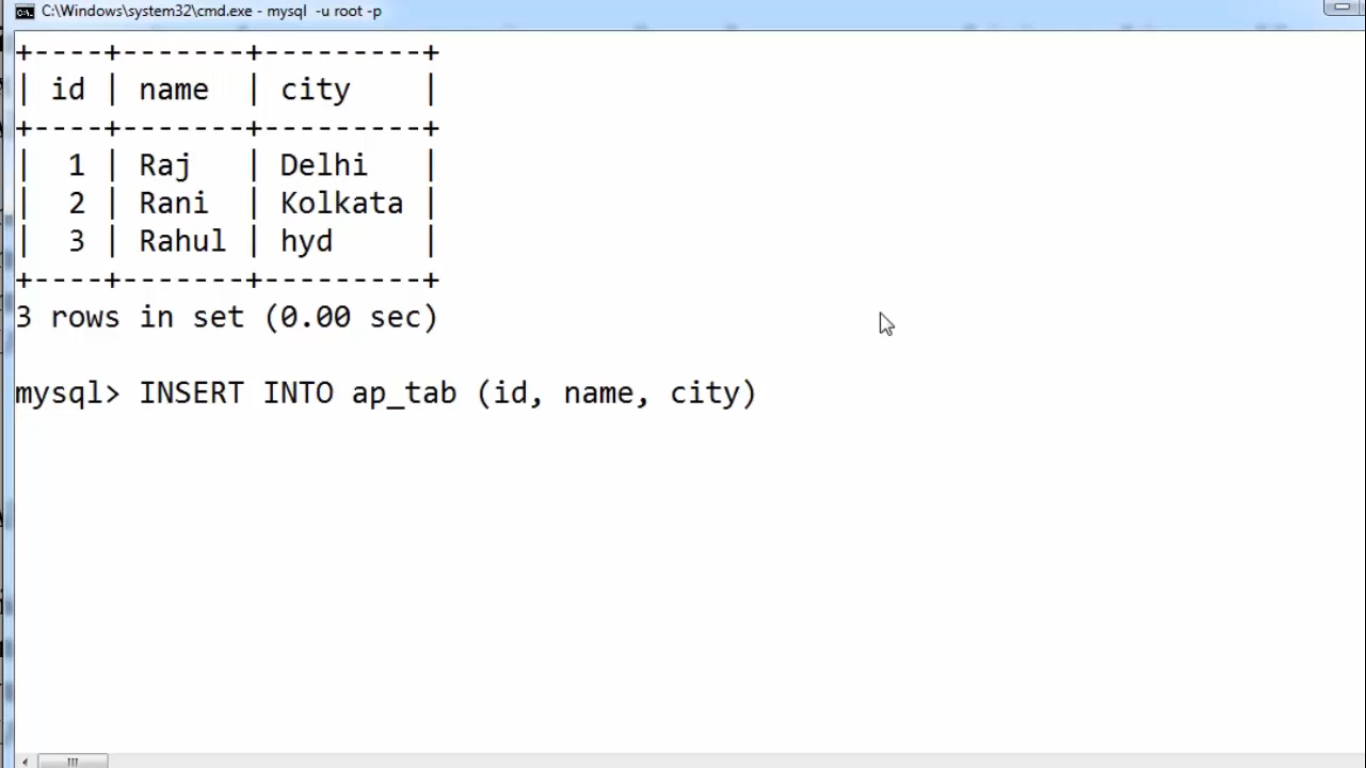 C:\Windows\system32\cmd.exe - mysql  -u root -p
+----+-------+---------+
| id | name  | city    |
+----+-------+---------+
|  1 | Raj   | Delhi   |
|  2 | Rani  | Kolkata |
|  3 | Rahul | hyd     |
+----+-------+---------+
3 rows in set (0.00 sec)
mysql> INSERT INTO ap_tab (id, name, city)